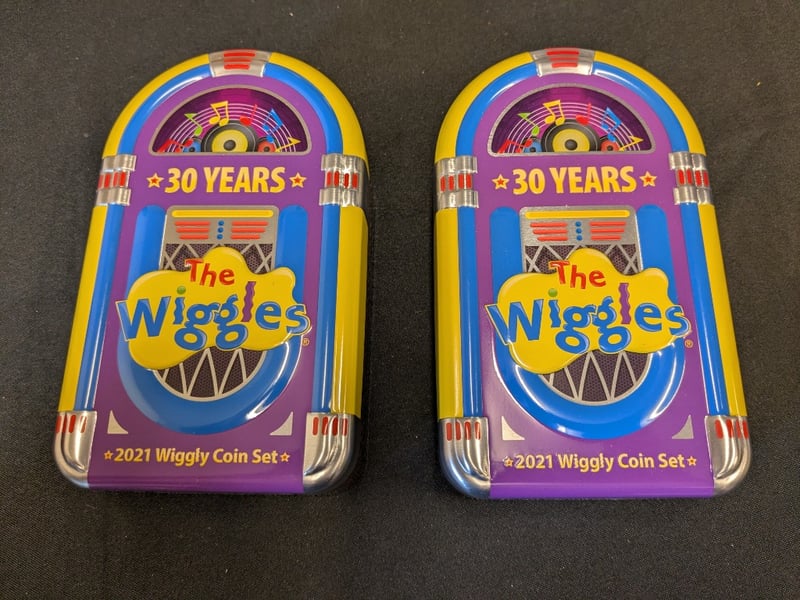 30 YEARS
The
Wiggles®
2021 Wiggly Coin Set
30 YEARS
The
Wiggles®
2021 Wiggly Coin Set